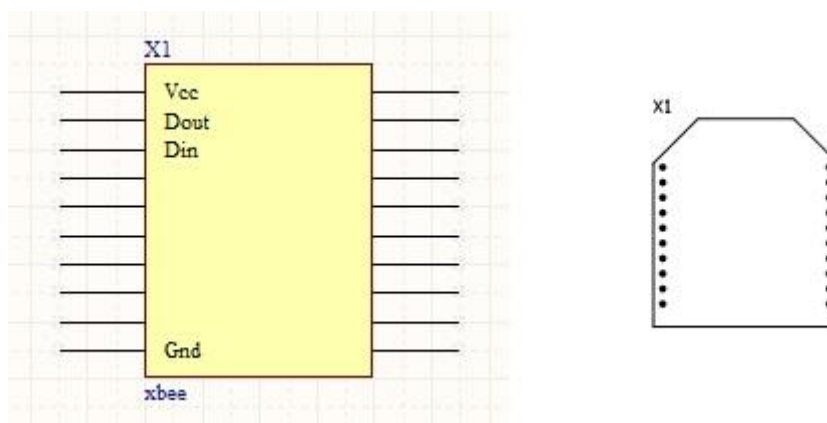 X1
Vcc
Dout
Din
Gnd
xbee
X1